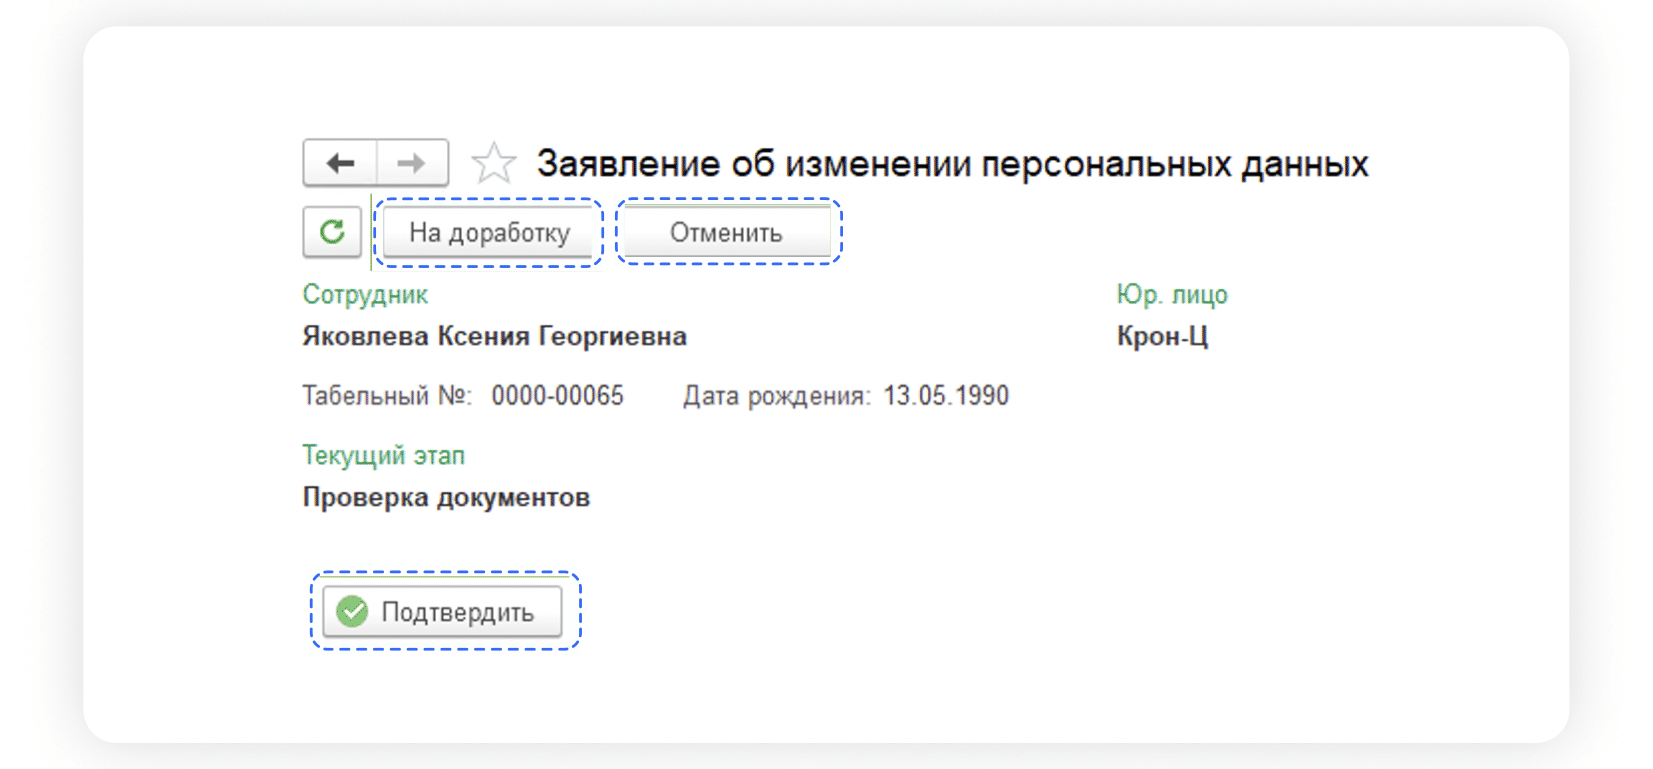 Заявление об изменении персональных данных
На доработку Отменить
Сотрудник Юр. лицо
Яковлева Ксения Георгиевна Крон-Ц
Табельный №: 0000-00065 Дата рождения: 13.05.1990
Текущий этап
Проверка документов
Подтвердить